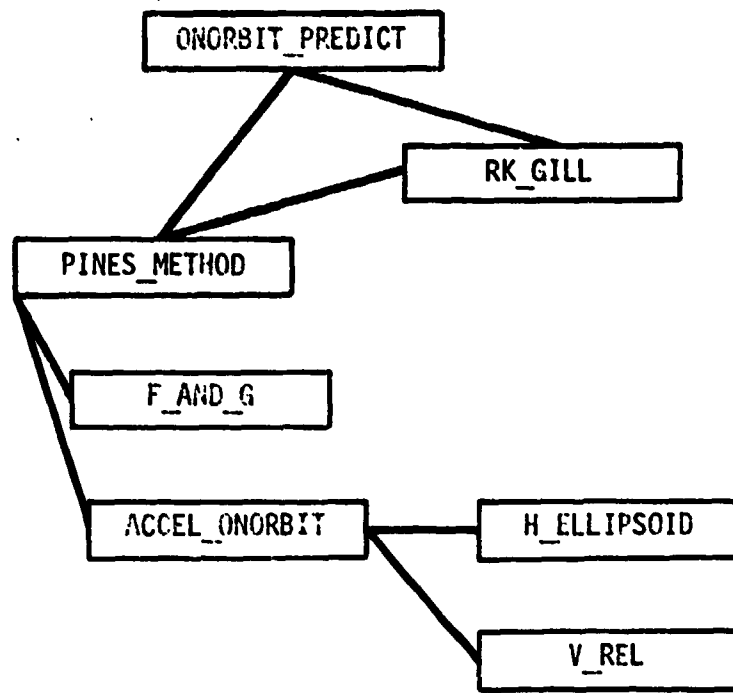 ONORBIT_PREDICT
RK_GILL
PINES_METHOD
F_AND_G
ACCEL_ONORBIT
H_ELLIPSOID
V_REL